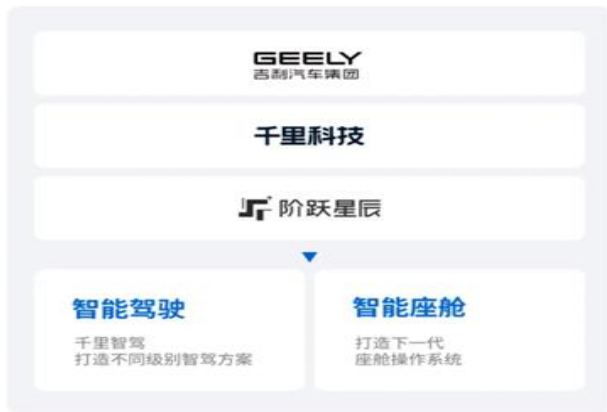 GEELY
吉利汽车集团
千里科技
阶跃星辰
智能驾驶
千里智驾
打造不同级别智驾方案
智能座舱
打造下一代
座舱操作系统